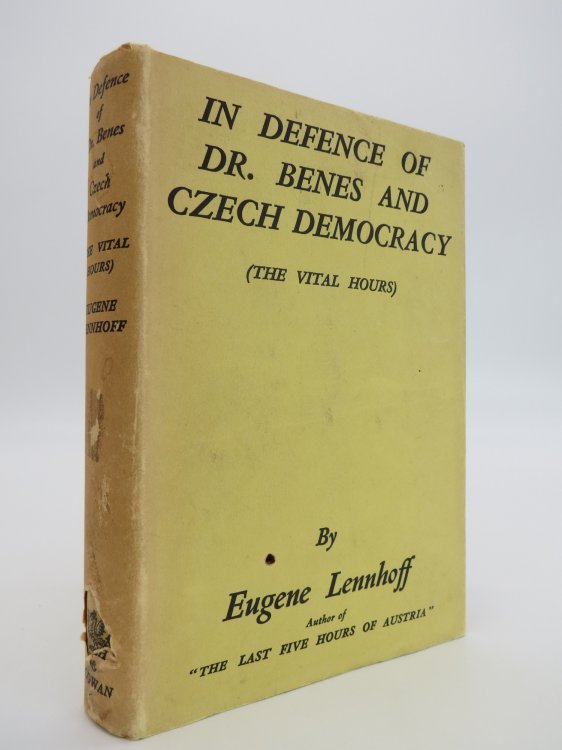 IN DEFENCE OF
DR. BENES AND
CZECH DEMOCRACY
(THE VITAL HOURS)
By
Eugene Lennhoff
Author of
"THE LAST FIVE HOURS OF AUSTRIA"
Defence
of
Dr. Benes
and
Czech
Democracy
THE VITAL
HOURS)
EUGENE
LENNHOFF
&